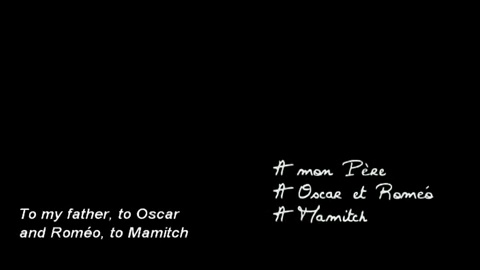 A mon Père
A Oscar et Roméo
A Mamitch
To my father, to Oscar
and Roméo, to Mamitch